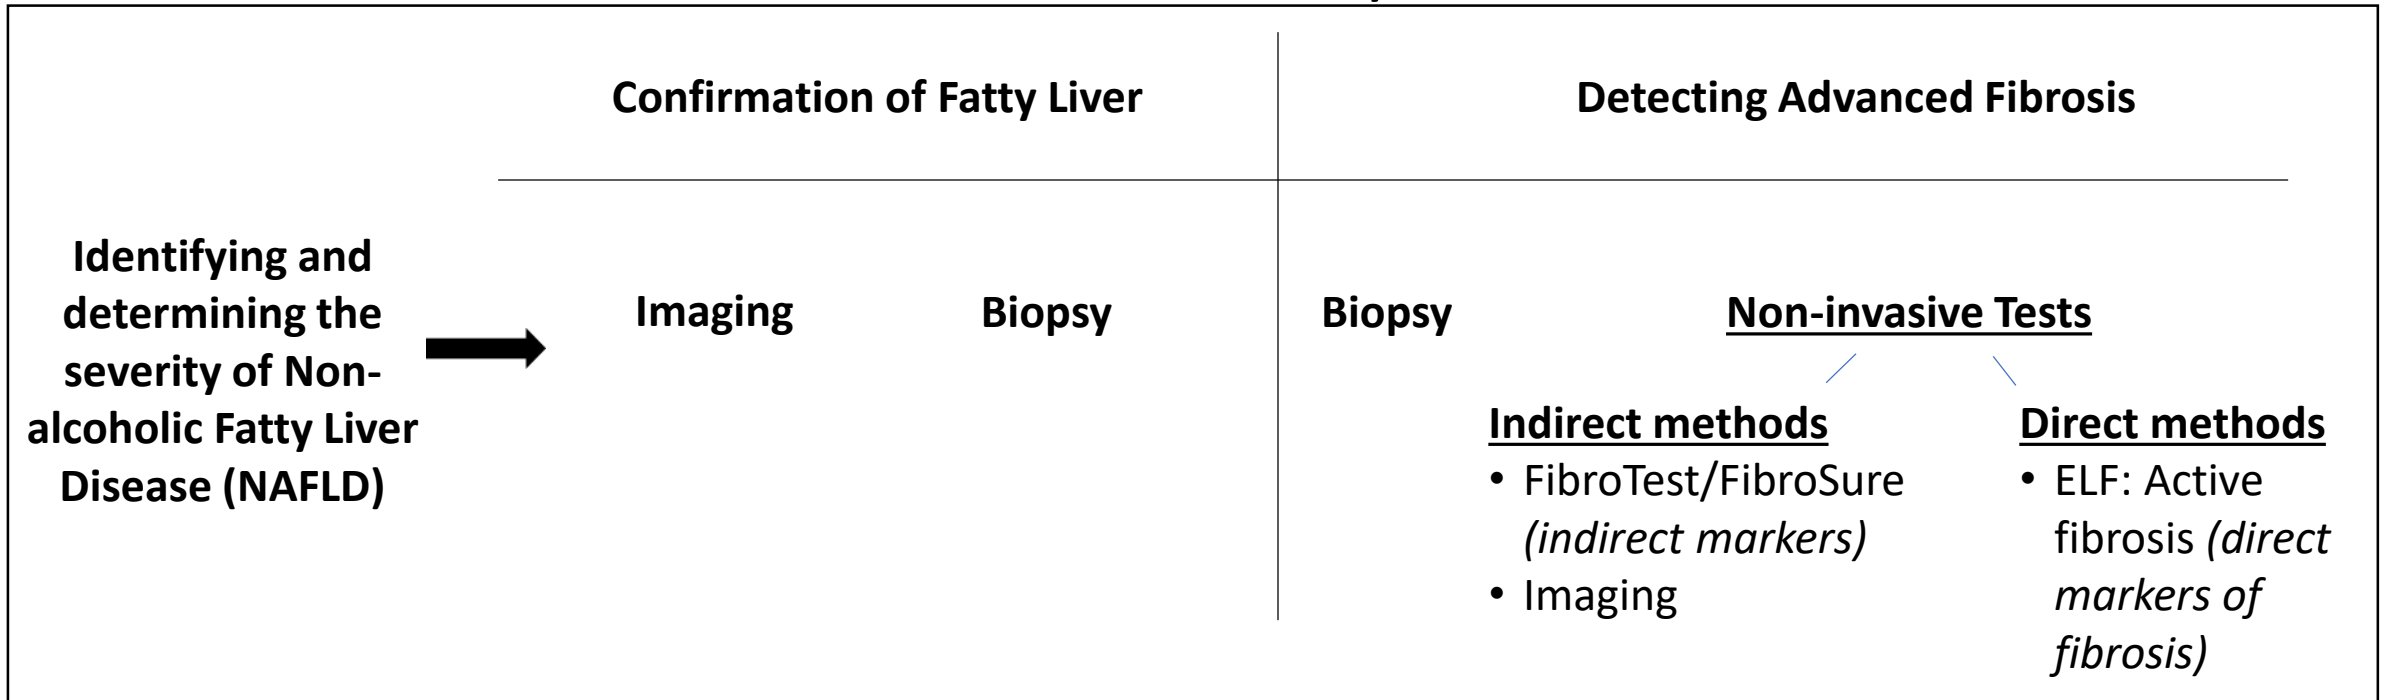 Confirmation of Fatty Liver
Detecting Advanced Fibrosis
Identifying and
determining the
severity of Non-
alcoholic Fatty Liver
Disease (NAFLD)
Imaging
Biopsy
Biopsy
Non-invasive Tests
Indirect methods
• FibroTest/FibroSure
(indirect markers)
• Imaging
Direct methods
• ELF: Active
fibrosis (direct
markers of
fibrosis)